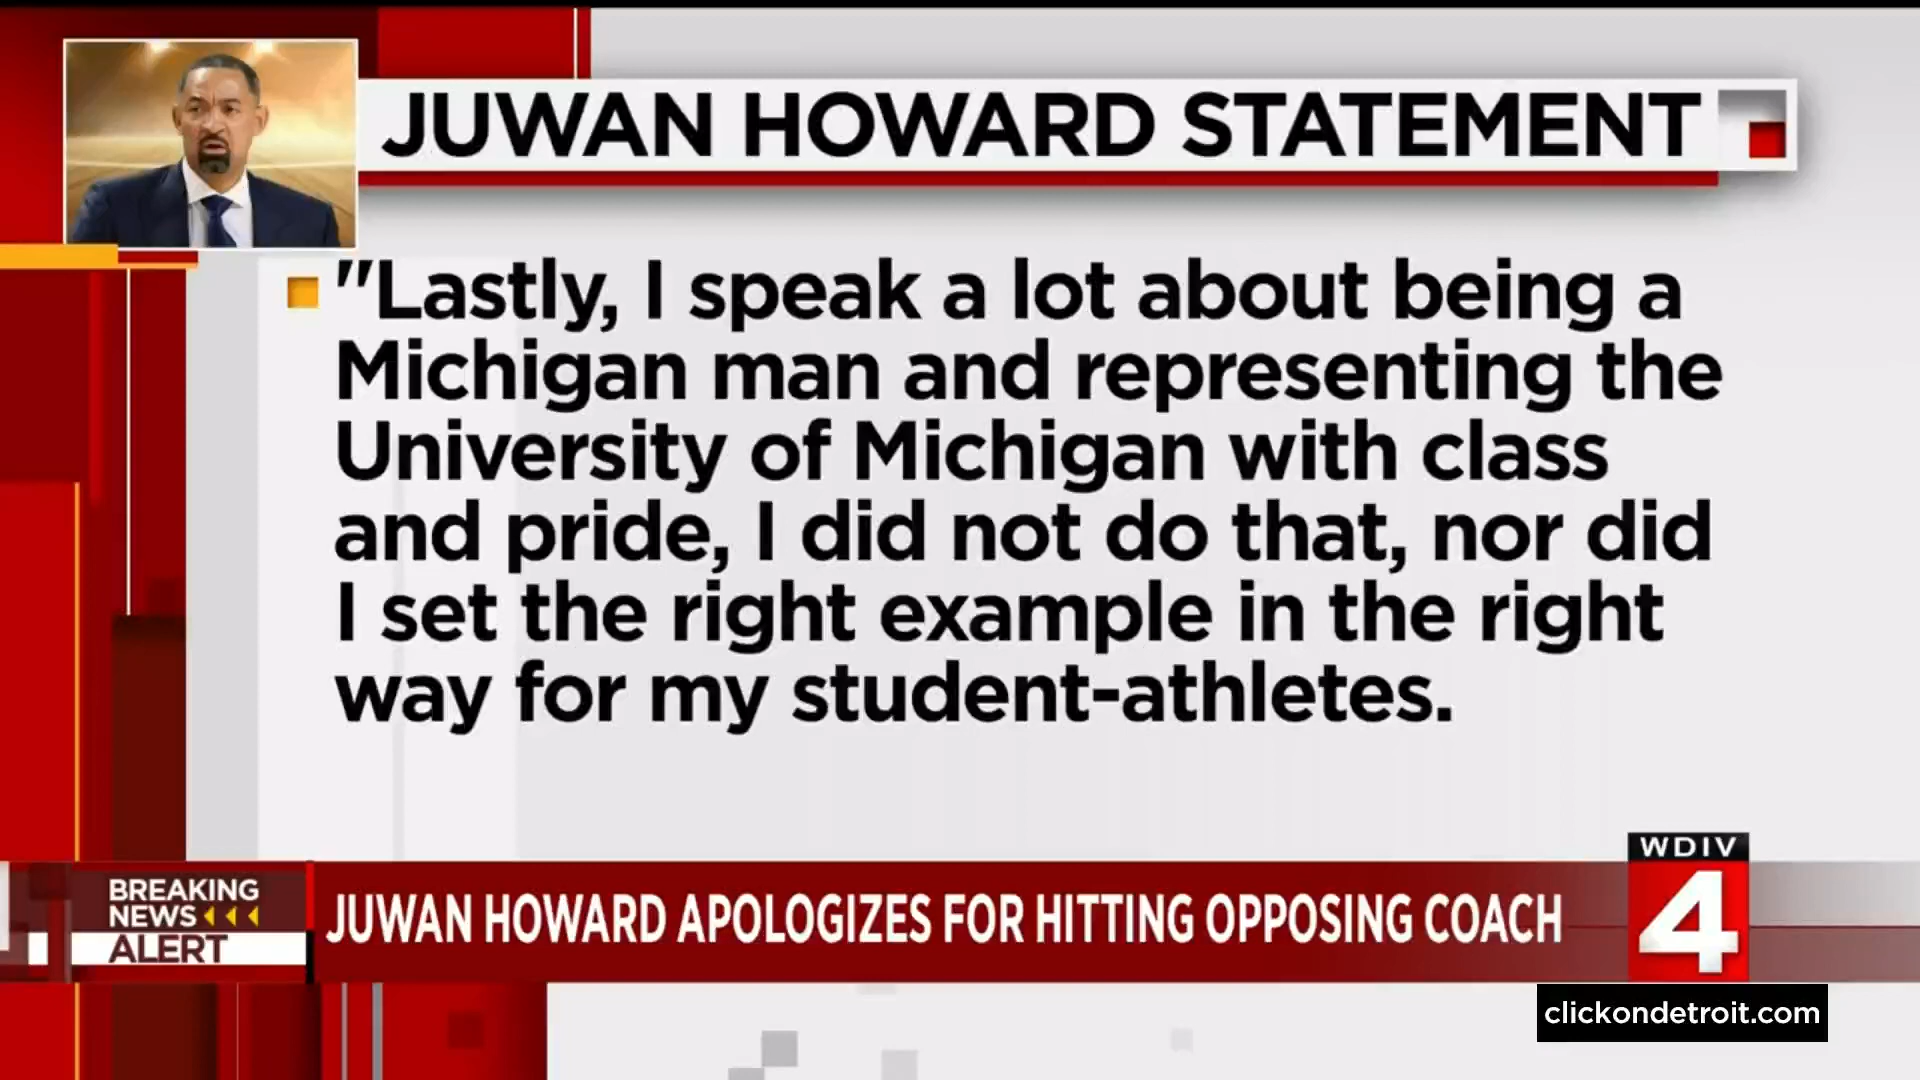 JUWAN HOWARD STATEMENT
"Lastly, I speak a lot about being a
Michigan man and representing the
University of Michigan with class
and pride, I did not do that, nor did
I set the right example in the right
way for my student-athletes.
WDIV
4
BREAKING
NEWS
ALERT
JUWAN HOWARD APOLOGIZES FOR HITTING OPPOSING COACH
clickondetroit.com